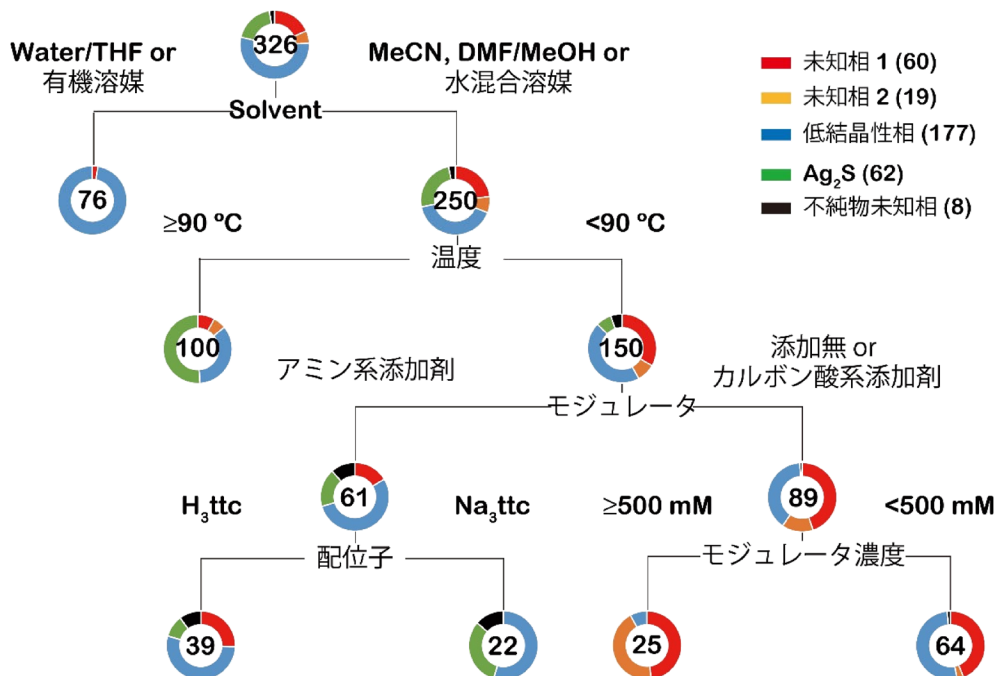 326
Water/THF or
有機溶媒
MeCN, DMF/MeOH or
水混合溶媒
Solvent
未知相 1 (60)
未知相 2 (19)
低結晶性相 (177)
Ag₂S (62)
不純物未知相 (8)
76
250
≥90 ºC
<90 ºC
温度
100
150
アミン系添加剤
添加無 or
カルボン酸系添加剤
モジュレータ
61
89
H₃ttc
Na₃ttc
≥500 mM
<500 mM
配位子
モジュレータ濃度
39
22
25
64